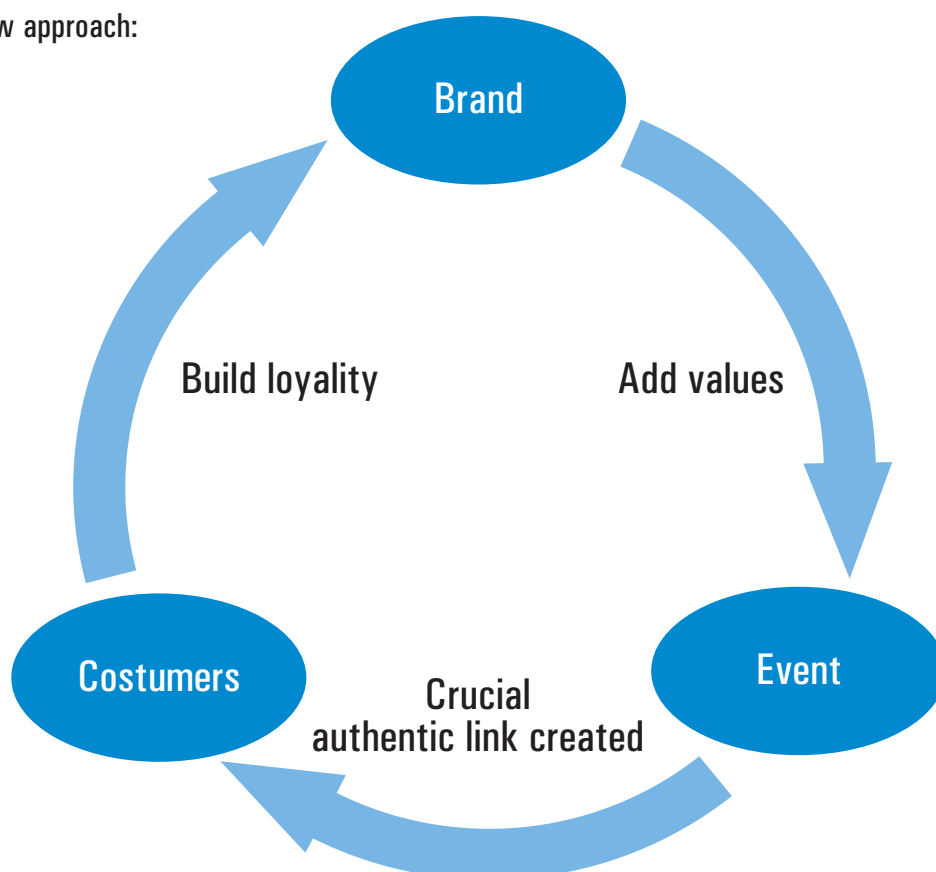 w approach:
Brand
Build loyality
Add values
Costumers
Crucial
authentic link created
Event